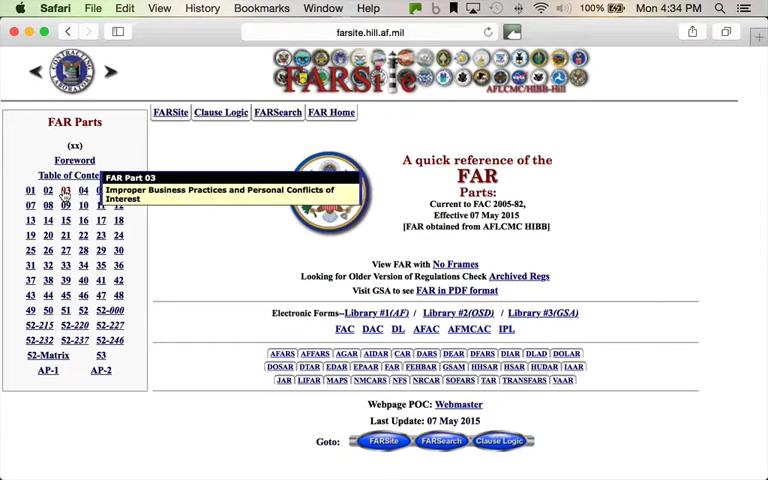 Safari File Edit View History Bookmarks Window Help 100% Mon 4:34 PM
farsite.hill.af.mil
FARSite
AFLCMC/HIBB-Hill
FAR Parts
(xx)
Foreword
Table of Conte
01 02 03 04
07 08 09 10 11 12
13 14 15 16 17 18
19 20 21 22 23 24
25 26 27 28 29 30
31 32 33 34 35 36
37 38 39 40 41 42
43 44 45 46 47 48
49 50 51 52 52-000
52-215 52-220 52-227
52-232 52-237 52-246
52-Matrix 53
AP-1 AP-2
FAR Part 03
Improper Business Practices and Personal Conflicts of
Interest
FARSite Clause Logic FARSearch FAR Home
A quick reference of the
FAR
Parts:
Current to FAC 2005-82,
Effective 07 May 2015
[FAR obtained from AFLCMC HIBB]
View FAR with No Frames
Looking for Older Version of Regulations Check Archived Regs
Visit GSA to see FAR in PDF format
Electronic Forms--Library #1(AF) / Library #2(OSD) / Library #3(GSA)
FAC DAC DL AFAC AFMCAC IPL
AFARS AFFARS AGAR AIDAR CAR DARS DEAR DFARS DIAR DLAD DOLAR
DOSAR DTAR EDAR EPAAR FAR FEHBAR GSAM HHSAR HSAR HUDAR IAAR
JAR LIFAR MAPS NMCARS NFS NRCAR SOFARS TAR TRANSFARS VAAR
Webpage POC: Webmaster
Last Update: 07 May 2015
Goto: FARSite FARSearch Clause Logic